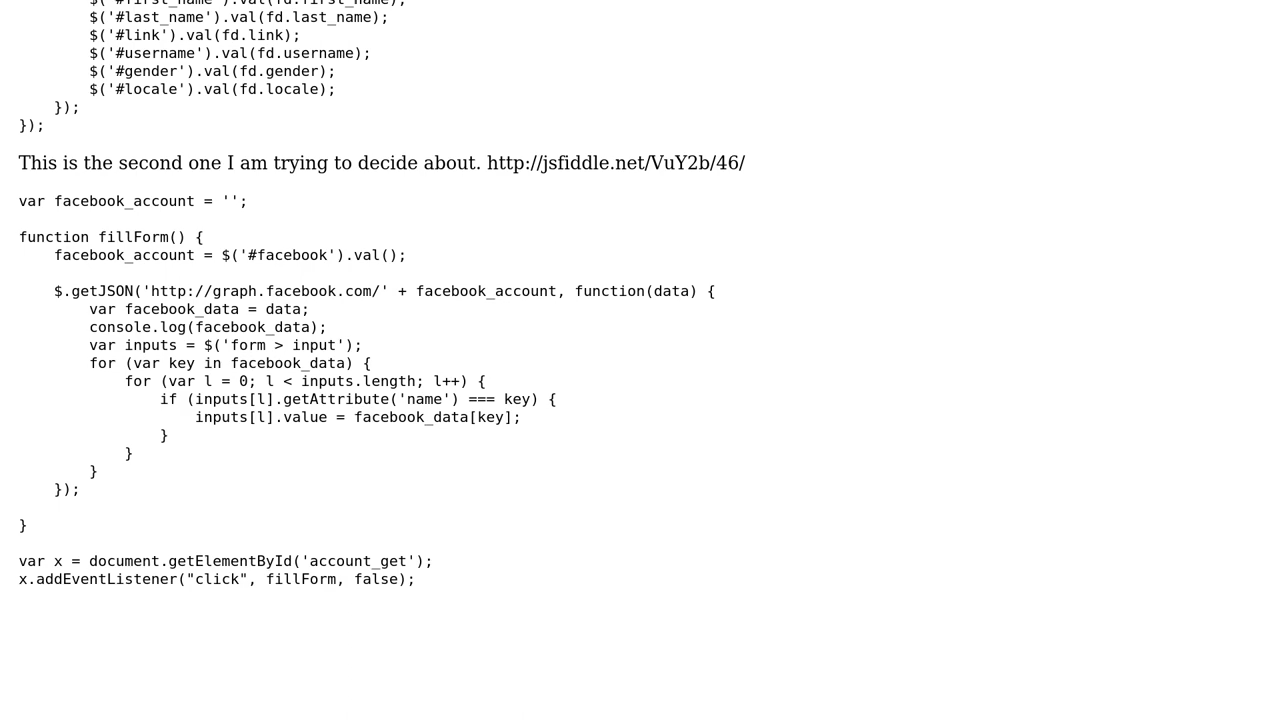 $('#first_name').val(fd.first_name);
$('#last_name').val(fd.last_name);
$('#link').val(fd.link);
$('#username').val(fd.username);
$('#gender').val(fd.gender);
$('#locale').val(fd.locale);
});
});
This is the second one I am trying to decide about. http://jsfiddle.net/VuY2b/46/
var facebook_account = '';
function fillForm() {
facebook_account = $('#facebook').val();
$.getJSON('http://graph.facebook.com/' + facebook_account, function(data) {
var facebook_data = data;
console.log(facebook_data);
var inputs = $('form > input');
for (var key in facebook_data) {
for (var l = 0; l < inputs.length; l++) {
if (inputs[l].getAttribute('name') === key) {
inputs[l].value = facebook_data[key];
}
}
}
});
}
var x = document.getElementById('account_get');
x.addEventListener("click", fillForm, false);